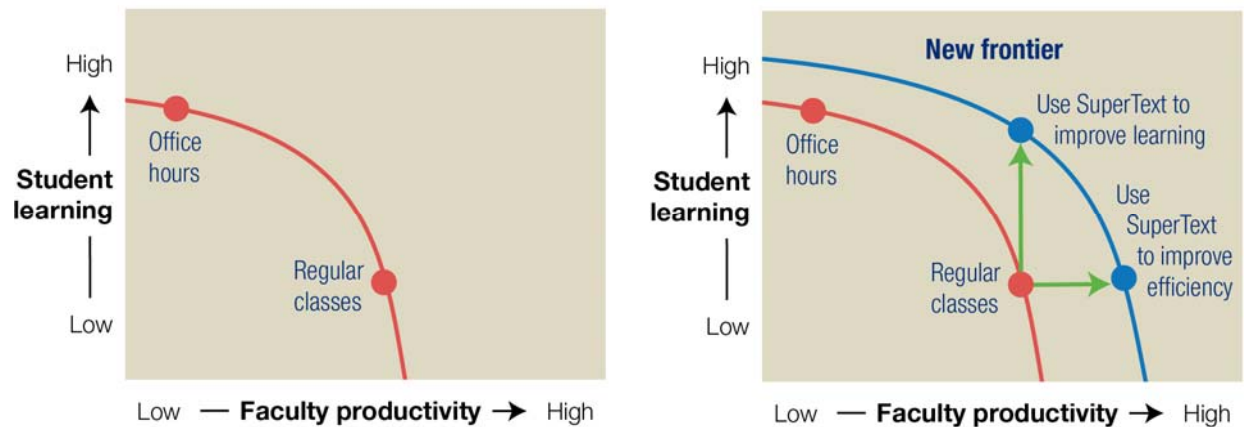 High
Student
learning
Low
Office
hours
Regular
classes
Low
Faculty productivity
High
New frontier
High
Student
learning
Low
Office
hours
Use SuperText to
improve learning
Use
SuperText
to improve
efficiency
Regular
classes
Low
Faculty productivity
High